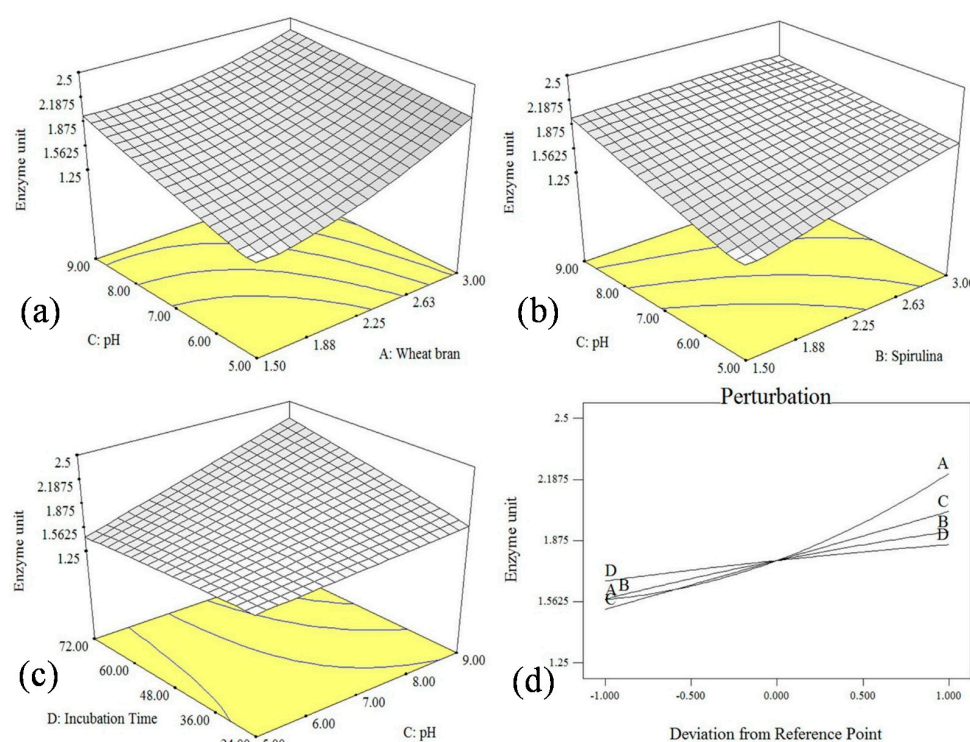 2.5
2.1875
1.875
1.5625
1.25
Enzyme unit
9.00
8.00
7.00
6.00
5.00
C: pH
1.50
1.88
2.25
2.63
3.00
A: Wheat bran
(a)
2.5
2.1875
1.875
1.5625
1.25
Enzyme unit
9.00
8.00
7.00
6.00
5.00
C: pH
1.50
1.88
2.25
2.63
3.00
B: Spirulina
(b)
2.5
2.1875
1.875
1.5625
1.25
Enzyme unit
72.00
60.00
48.00
36.00
D: Incubation Time
6.00
7.00
8.00
9.00
C: pH
(c)
Perturbation
2.5
2.1875
1.875
1.5625
1.25
Enzyme unit
A
C
B
D
D
A B
C
(d)
-1.000
-0.500
0.000
0.500
1.000
Deviation from Reference Point